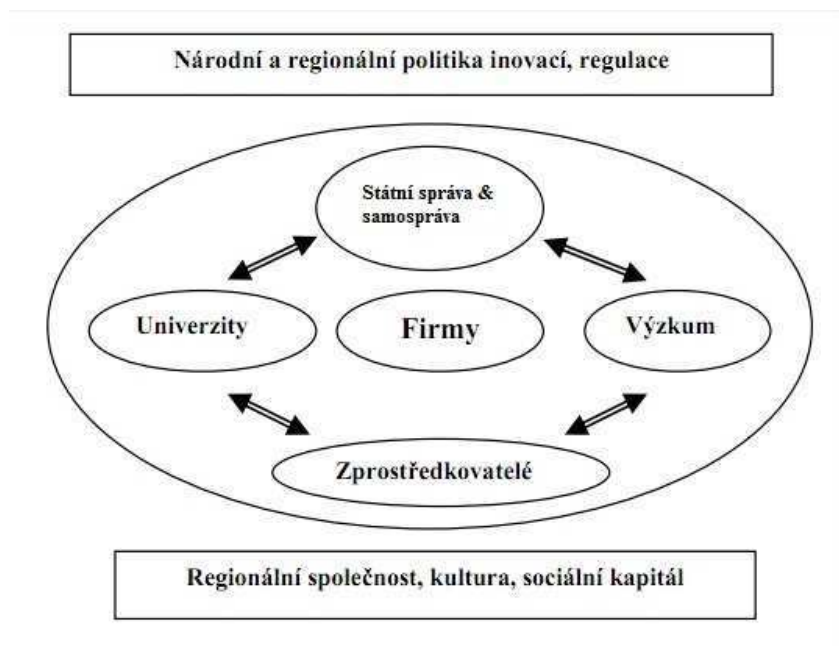 Národní a regionální politika inovací, regulace
Státní správa &
samospráva
Univerzity
Firmy
Výzkum
Zprostředkovatelé
Regionální společnost, kultura, sociální kapitál